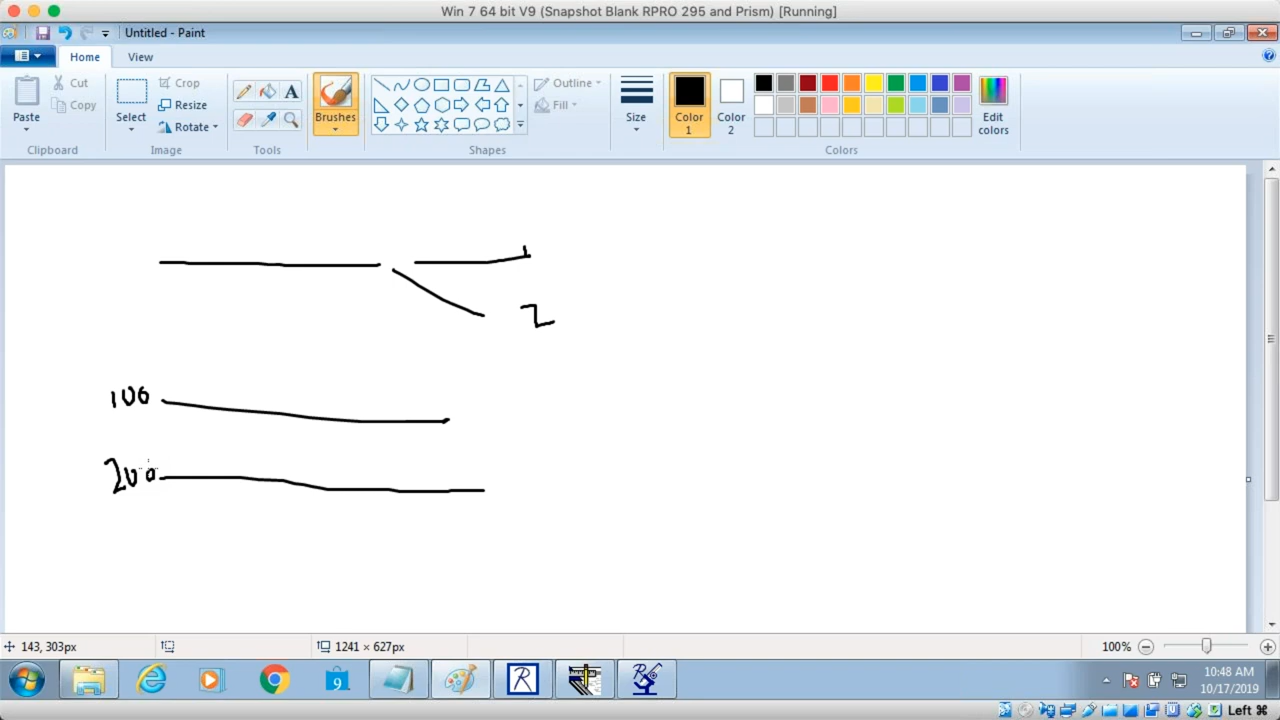 Win 7 64 bit V9 (Snapshot Blank RPRO 295 and Prism) [Running]
Untitled - Paint
Home View
Paste
Cut
Copy
Select
Crop
Resize
Rotate
A
Brushes
Outline
Fill
Size
Color 1
Color 2
Edit colors
Clipboard Image Tools Shapes Colors
1
2
100
200
143, 303px 1241 × 627px 100%
9 R
10:48 AM
10/17/2019
Left ⌘